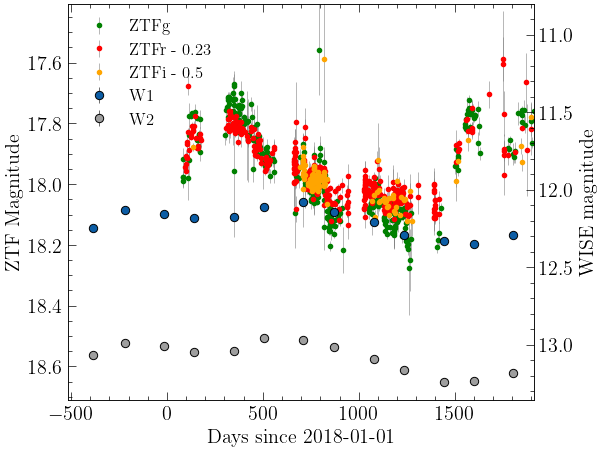 ZTFg
ZTFr - 0.23
ZTFi - 0.5
W1
W2
17.6
17.8
18.0
18.2
18.4
18.6
ZTF Magnitude
11.0
11.5
12.0
12.5
13.0
WISE magnitude
−500
0
500
1000
1500
Days since 2018-01-01